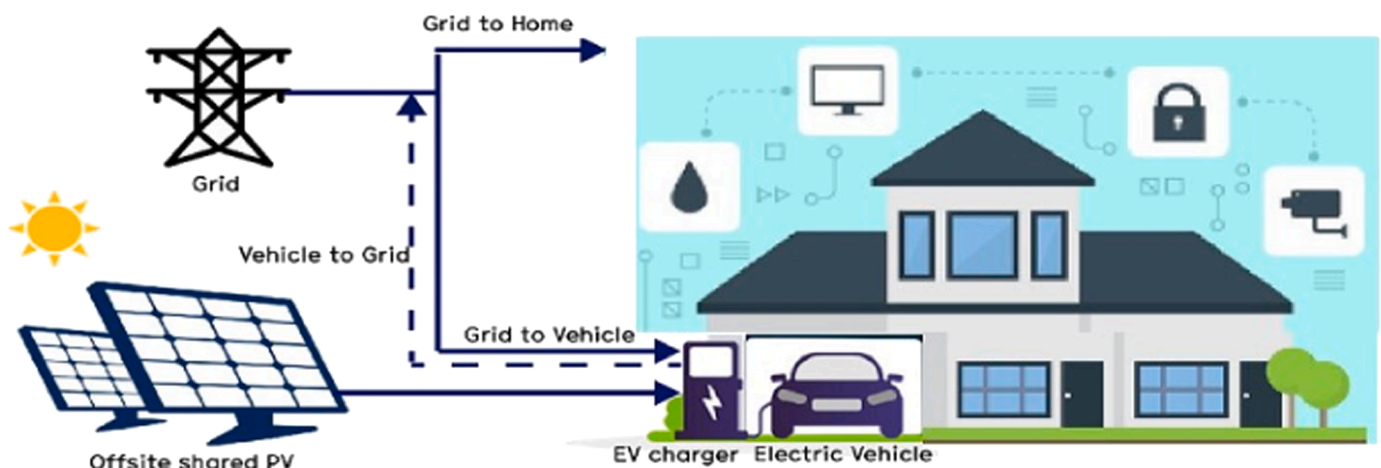 Grid to Home
Grid
Vehicle to Grid
Grid to Vehicle
Offsite shared PV
EV charger
Electric Vehicle